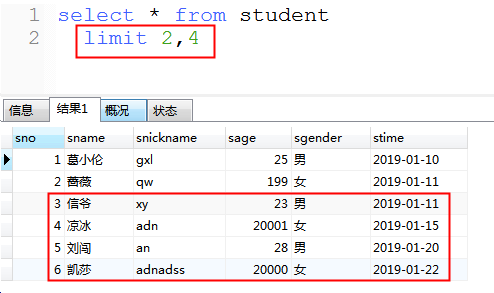 1 select * from student
2 limit 2,4
信息 结果1 概况 状态
sno sname snickname sage sgender stime
1 葛小伦 gxl 25 男 2019-01-10
2 蔷薇 qw 199 女 2019-01-11
3 信爷 xy 23 男 2019-01-11
4 凉冰 adn 20001 女 2019-01-15
5 刘闯 an 28 男 2019-01-20
6 凯莎 adnadss 20000 女 2019-01-22